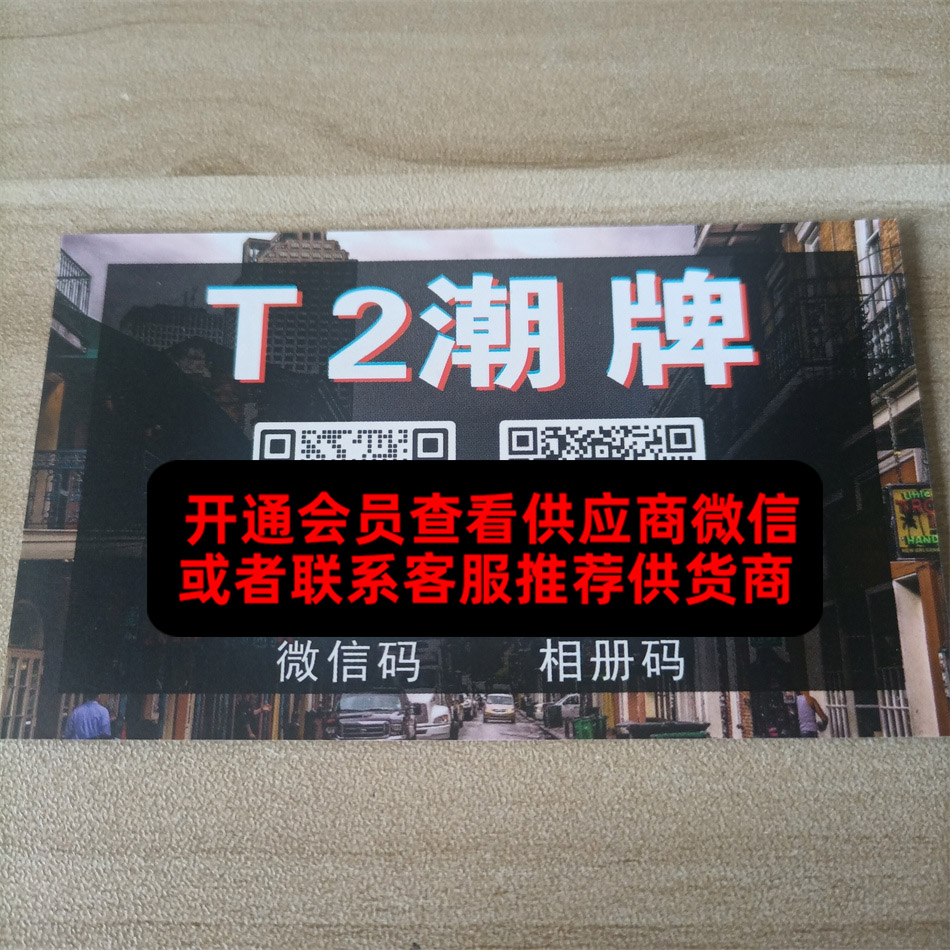 T2潮牌
开通会员查看供应商微信
或者联系客服推荐供货商
微信码 相册码